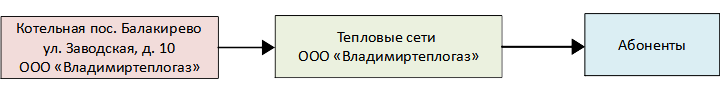 Котельная пос. Балакирево
ул. Заводская, д. 10
ООО «Владимиртеплогаз»
Тепловые сети
ООО «Владимиртеплогаз»
Абоненты